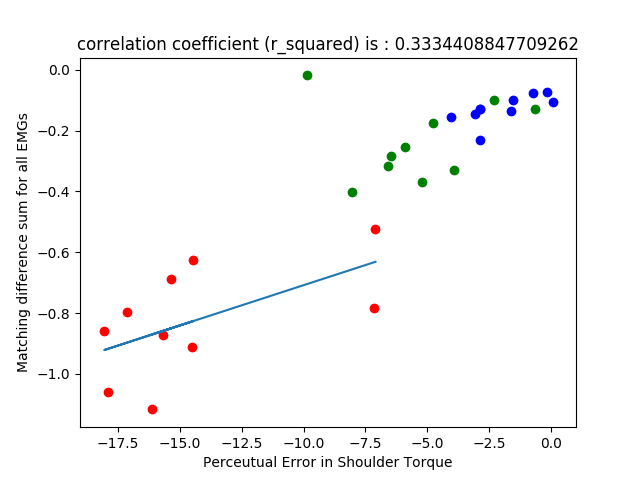 correlation coefficient (r_squared) is : 0.3334408847709262
0.0
−0.2
−0.4
−0.6
−0.8
−1.0
Matching difference sum for all EMGs
−17.5 −15.0 −12.5 −10.0 −7.5 −5.0 −2.5 0.0
Perceutual Error in Shoulder Torque